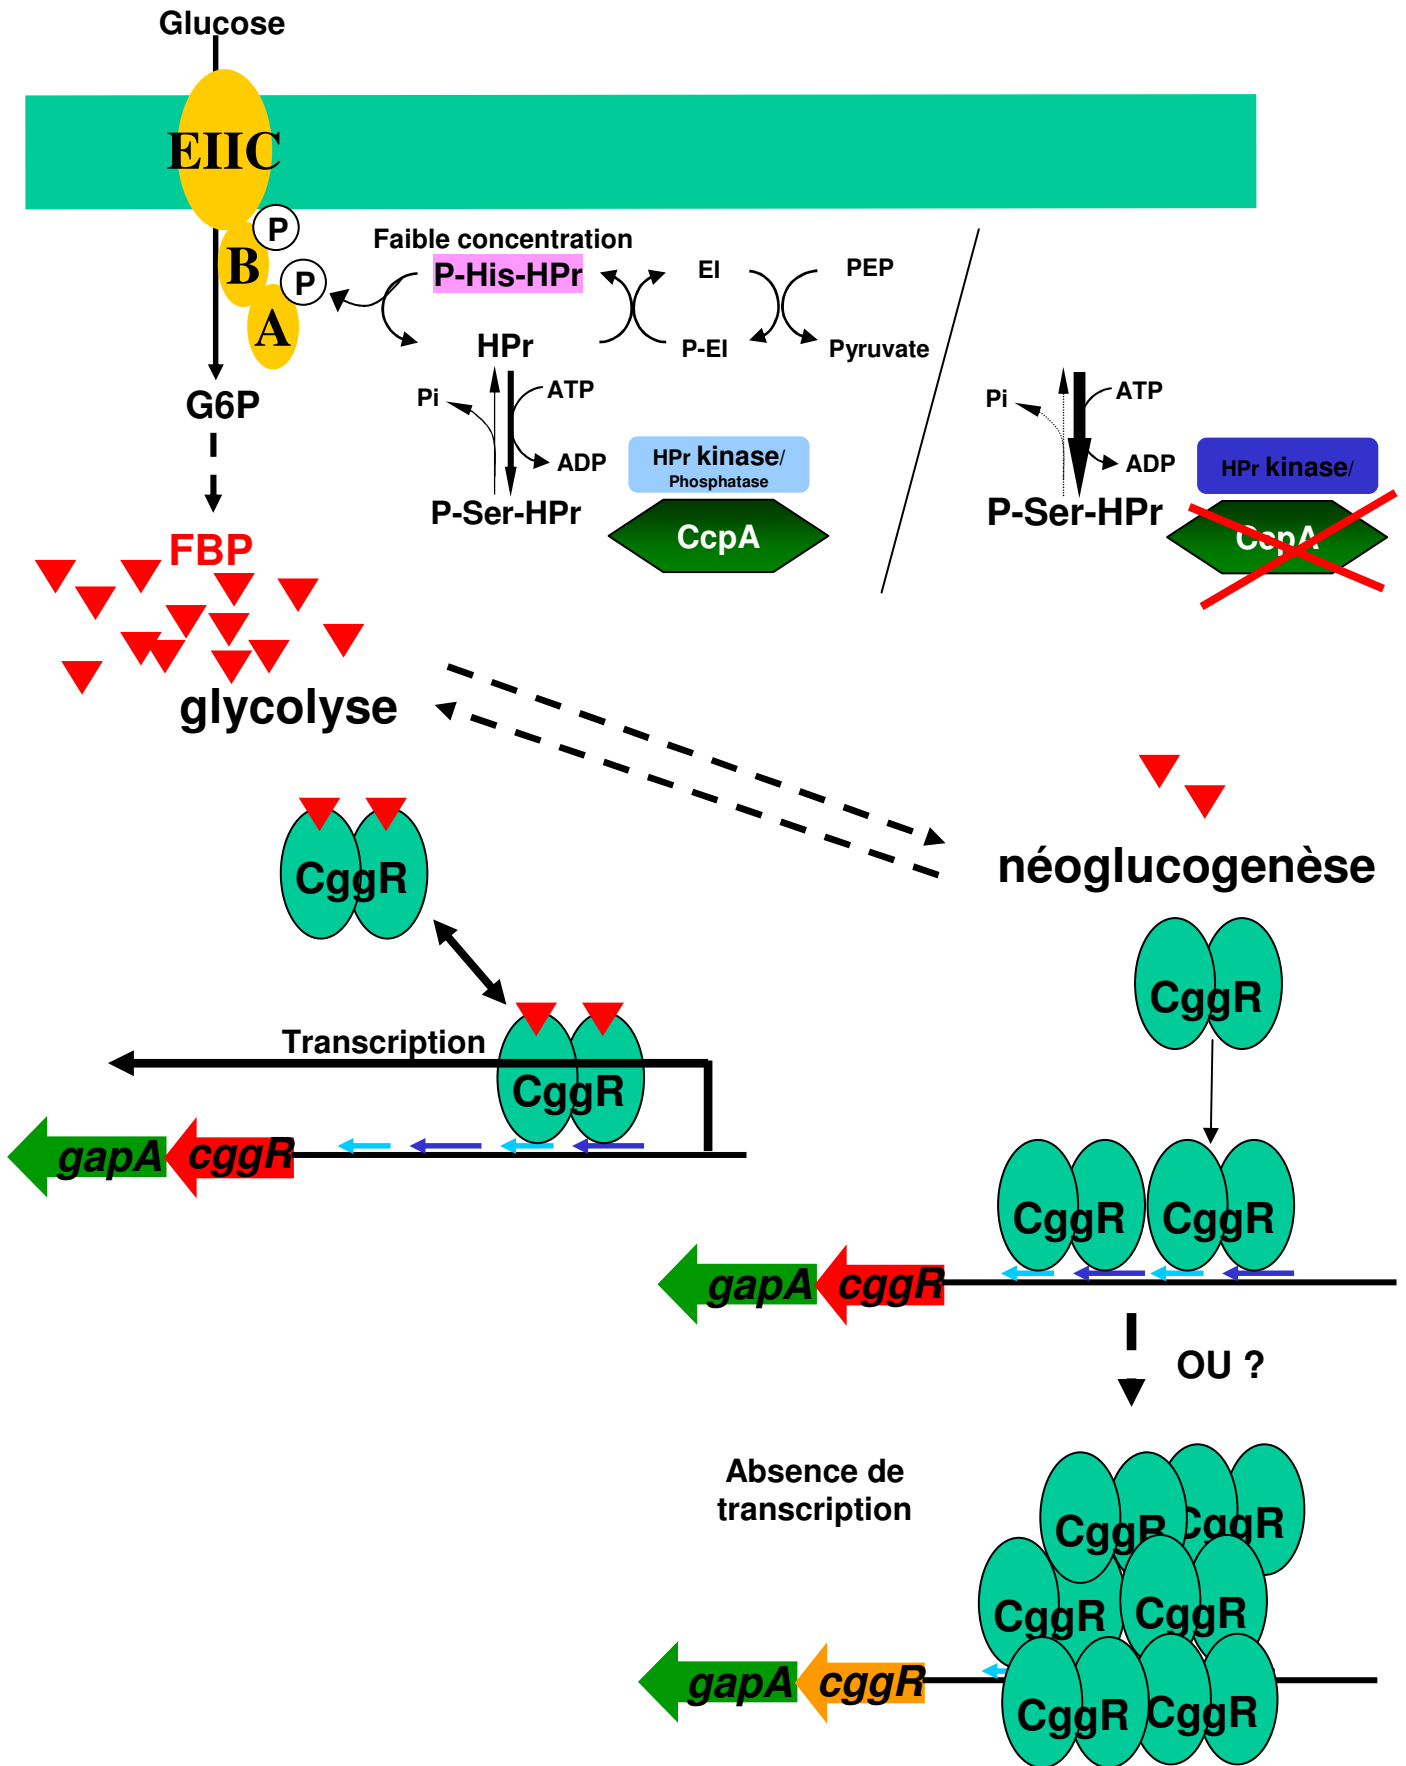 Glucose
EIIC
P
B
P
A
Faible concentration
P-His-HPr
EI
PEP
HPr
P-EI
Pyruvate
G6P
Pi
ATP
ADP
HPr kinase/
Phosphatase
P-Ser-HPr
CcpA
Pi
ATP
ADP
HPr kinase/
P-Ser-HPr
CcpA
FBP
glycolyse
néoglucogenèse
CggR
CggR
Transcription
CggR
gapA
cggR
CggR
CggR
gapA
cggR
OU ?
Absence de
transcription
CggR
CggR
CggR
CggR
gapA
cggR
CggR
CggR